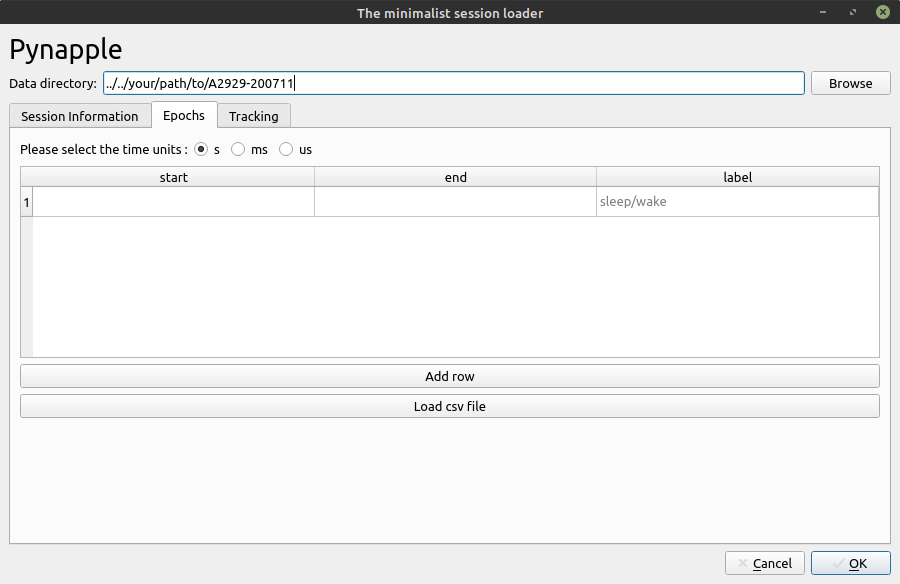 The minimalist session loader
Pynapple
Data directory: ../../your/path/to/A2929-200711 Browse
Session Information Epochs Tracking
Please select the time units : s ms us
start end label
1 sleep/wake
Add row
Load csv file
Cancel OK